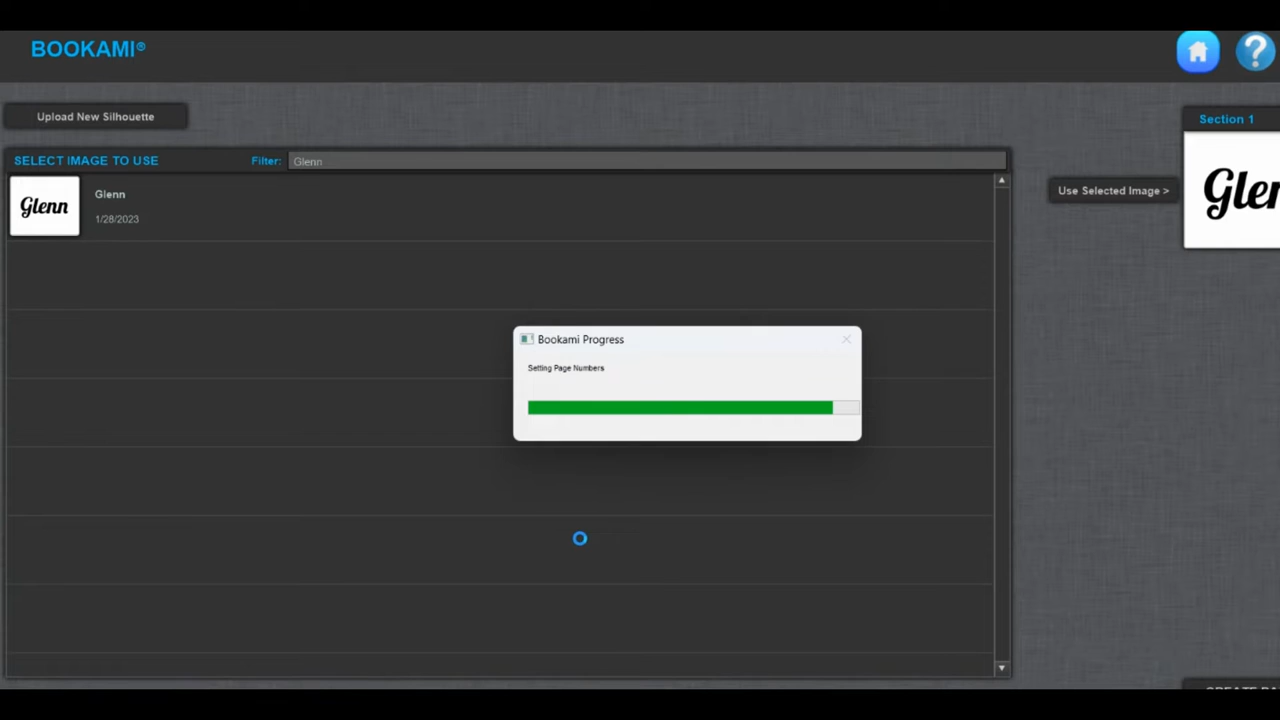 BOOKAMI®
Upload New Silhouette
Section 1
SELECT IMAGE TO USE
Filter: Glenn
Glenn
Glenn
1/28/2023
Use Selected Image >
Bookami Progress
Setting Page Numbers